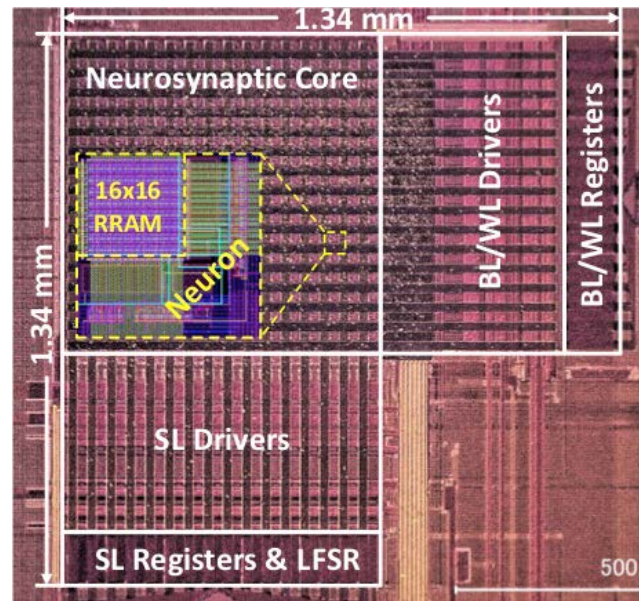 1.34 mm
1.34 mm
Neurosynaptic Core
16x16
RRAM
Neuron
BL/WL Drivers
BL/WL Registers
SL Drivers
SL Registers & LFSR
500